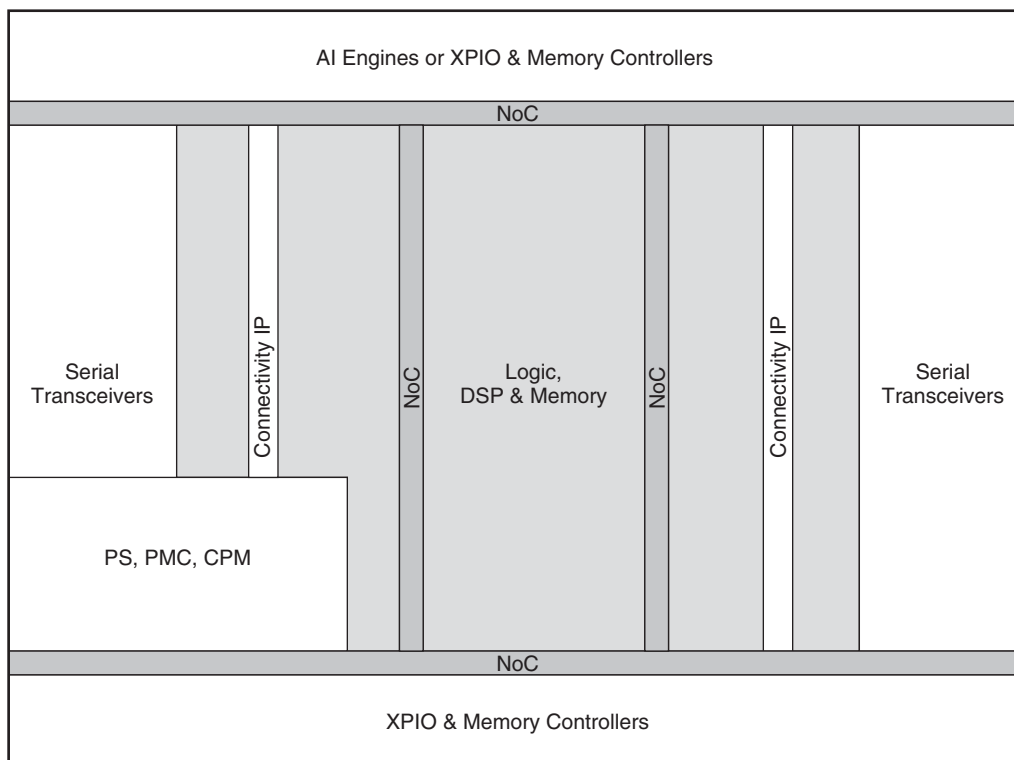 AI Engines or XPIO & Memory Controllers
NoC
Serial
Transceivers
Connectivity IP
NoC
Logic,
DSP & Memory
NoC
Connectivity IP
Serial
Transceivers
PS, PMC, CPM
NoC
XPIO & Memory Controllers